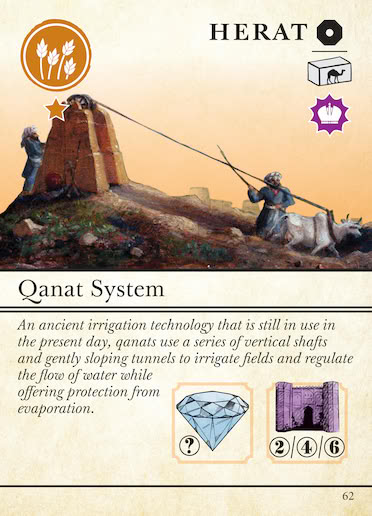 HERAT
Qanat System
An ancient irrigation technology that is still in use in
the present day, qanats use a series of vertical shafts
and gently sloping tunnels to irrigate fields and regulate
the flow of water while
offering protection from
evaporation.
?
2/4/6
62